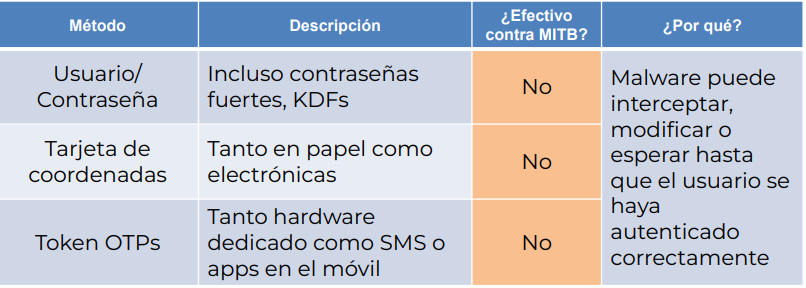 Método
Descripción
¿Efectivo
contra MITB?
¿Por qué?
Usuario/
Contraseña
Incluso contraseñas
fuertes, KDFs
No
Malware puede
interceptar,
modificar o
esperar hasta
que el usuario se
haya
autenticado
correctamente
Tarjeta de
coordenadas
Tanto en papel como
electrónicas
No
Token OTPs
Tanto hardware
dedicado como SMS o
apps en el móvil
No